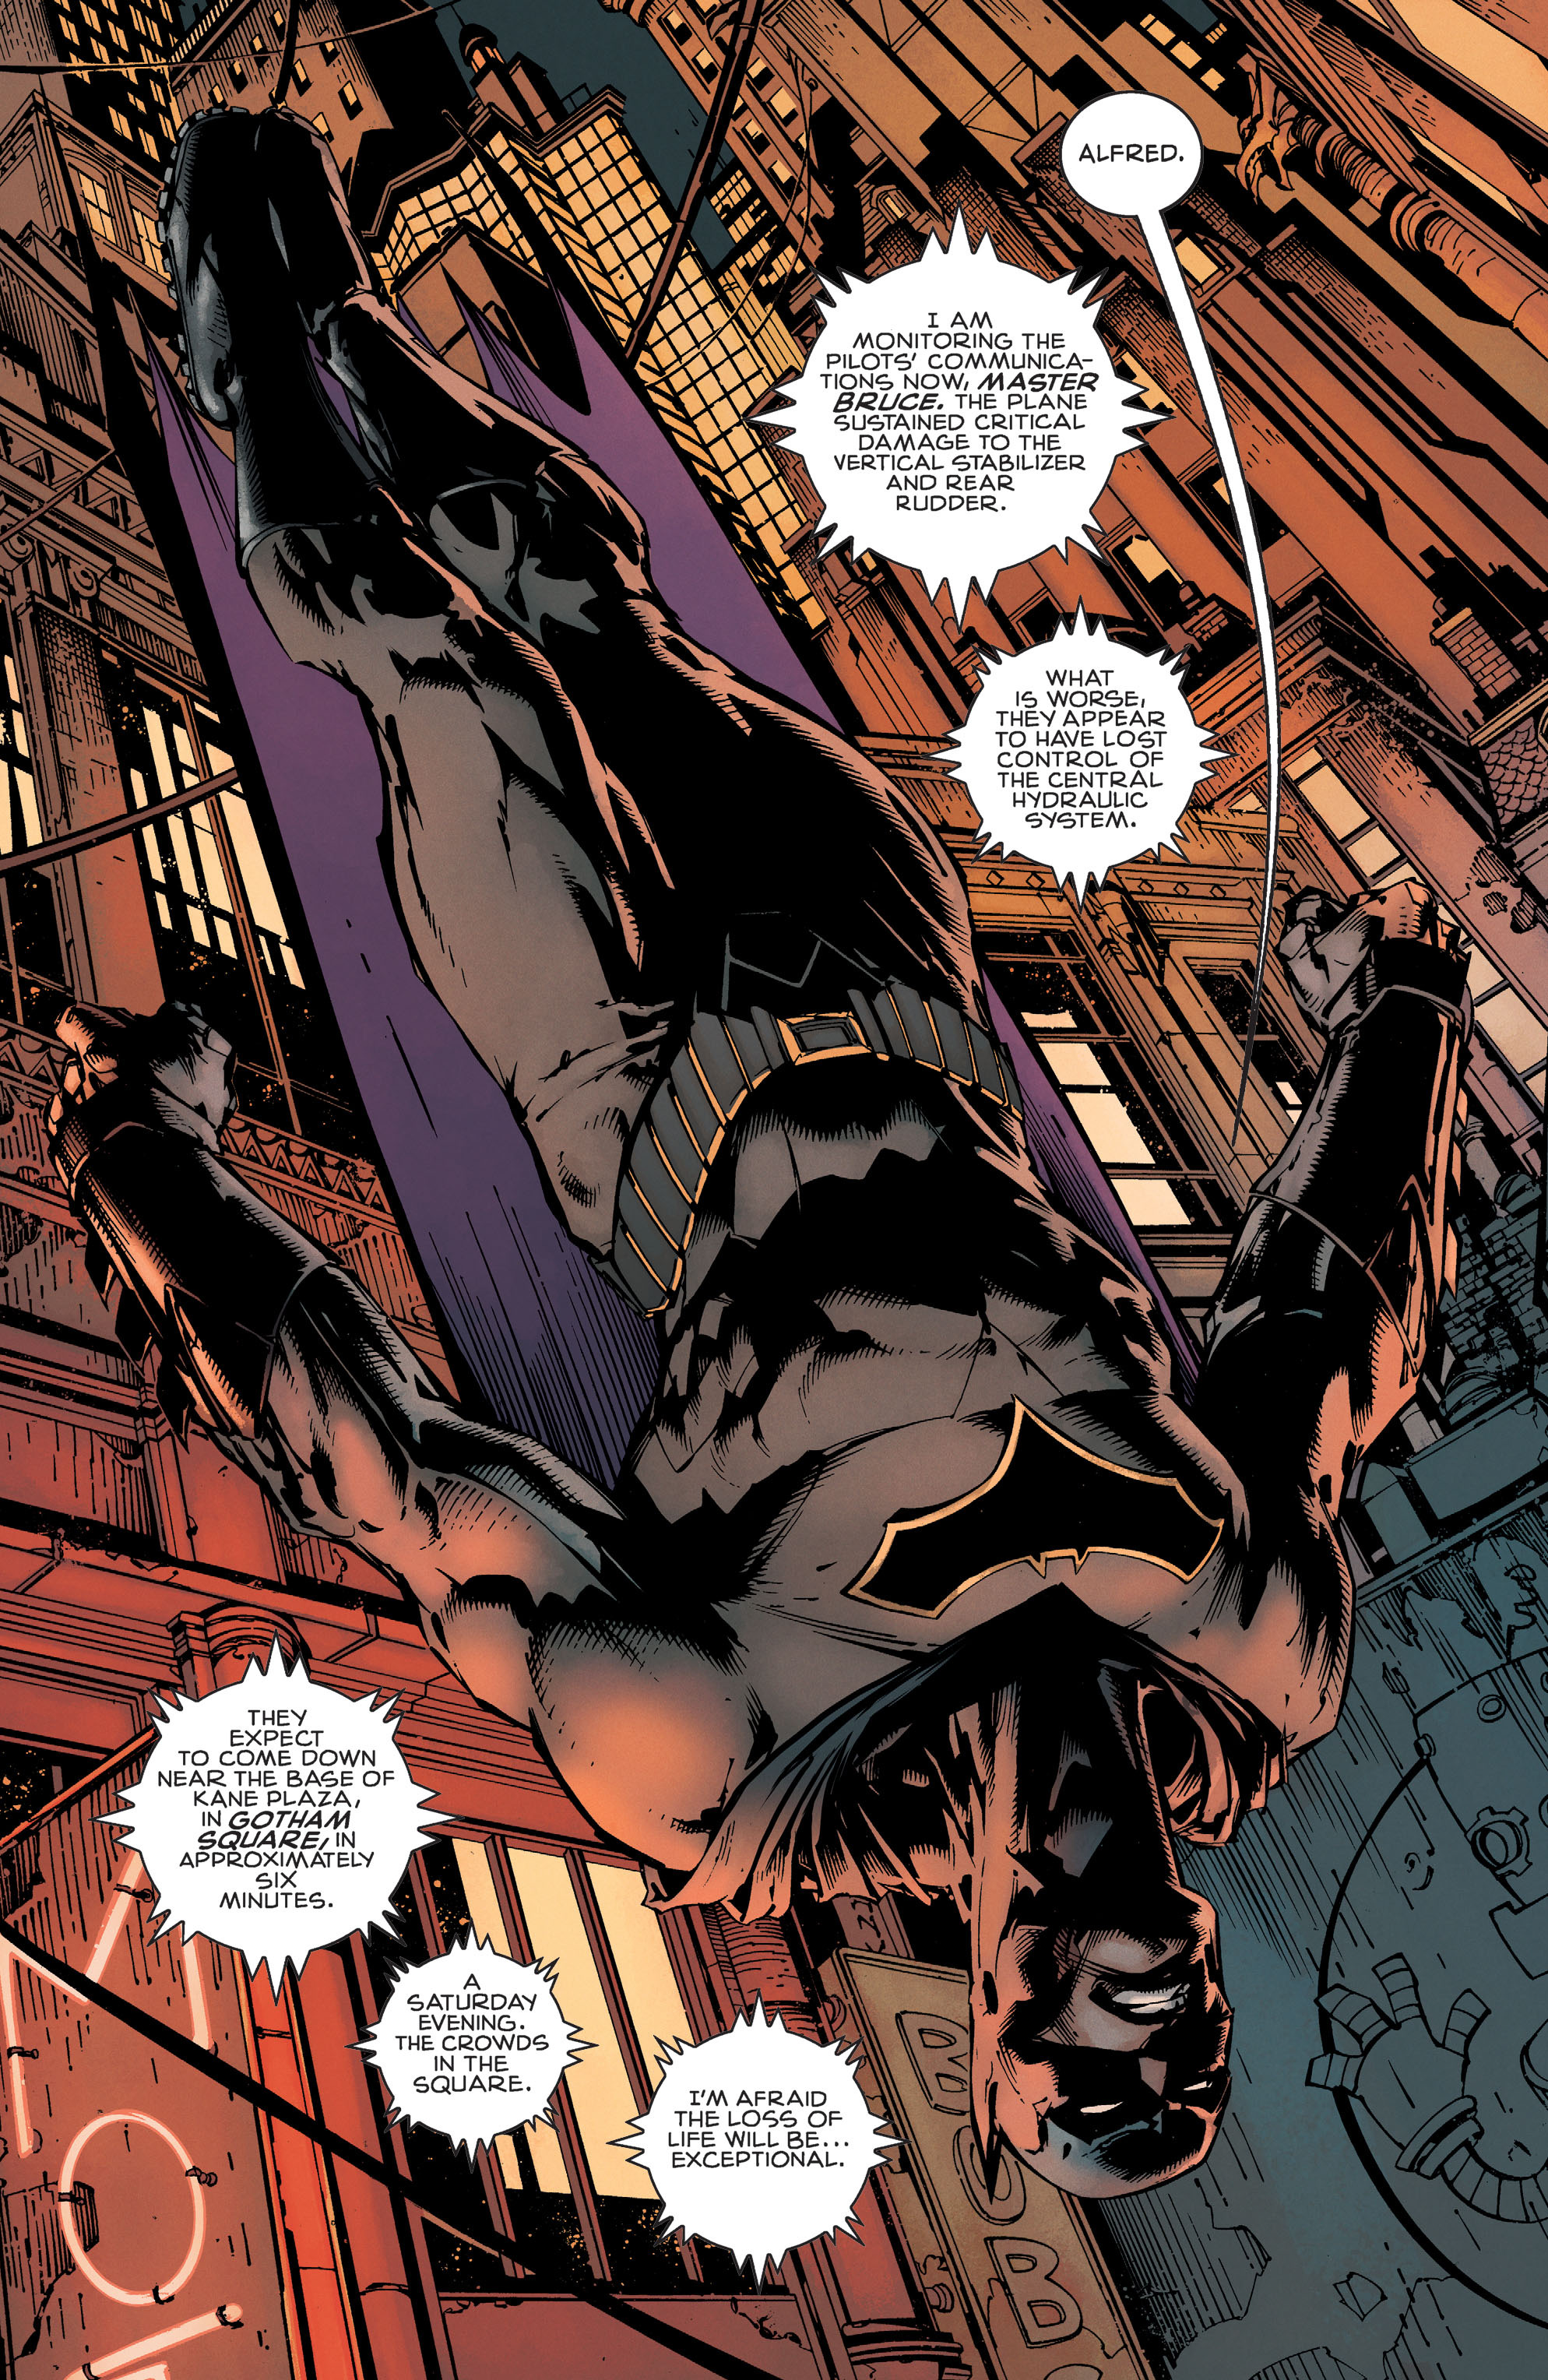 ALFRED.
I AM
MONITORING THE
PILOTS' COMMUNICA-
TIONS NOW, MASTER
BRUCE. THE PLANE
SUSTAINED CRITICAL
DAMAGE TO THE
VERTICAL STABILIZER
AND REAR
RUDDER.
WHAT
IS WORSE,
THEY APPEAR
TO HAVE LOST
CONTROL OF
THE CENTRAL
HYDRAULIC
SYSTEM.
THEY
EXPECT
TO COME DOWN
NEAR THE BASE OF
KANE PLAZA,
IN GOTHAM
SQUARE, IN
APPROXIMATELY
SIX
MINUTES.
A
SATURDAY
EVENING.
THE CROWDS
IN THE
SQUARE.
I'M AFRAID
THE LOSS OF
LIFE WILL BE...
EXCEPTIONAL.
BOBS